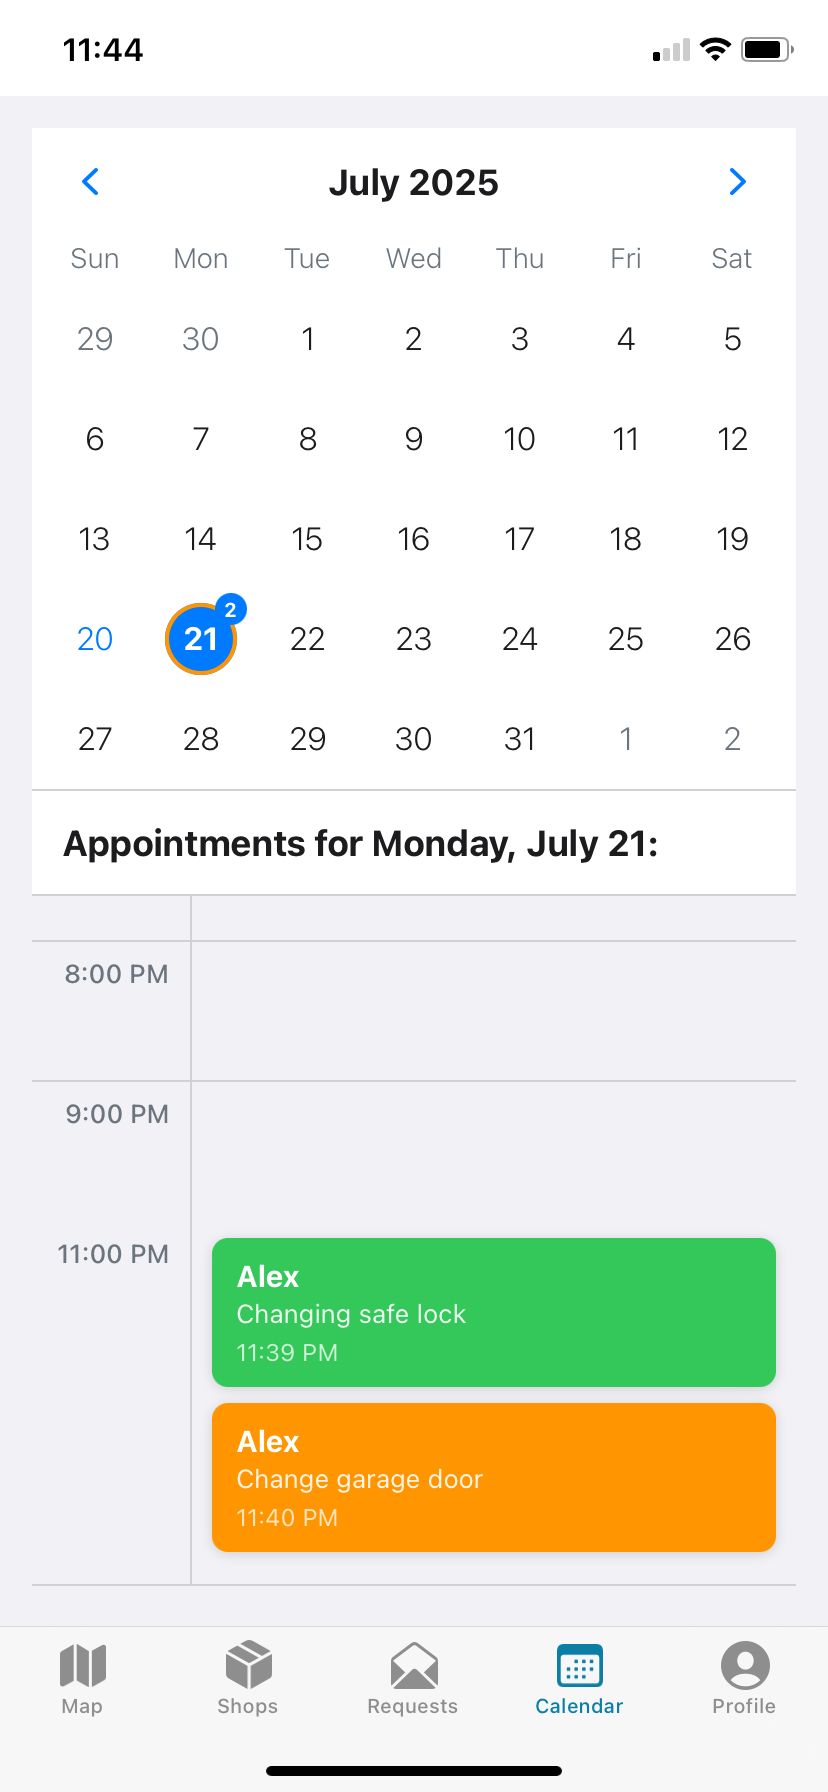 11:44
July 2025
Sun Mon Tue Wed Thu Fri Sat
29 30 1 2 3 4 5
6 7 8 9 10 11 12
13 14 15 16 17 18 19
20 21 2 22 23 24 25 26
27 28 29 30 31 1 2
Appointments for Monday, July 21:
8:00 PM
9:00 PM
11:00 PM
Alex
Changing safe lock
11:39 PM
Alex
Change garage door
11:40 PM
Map Shops Requests Calendar Profile